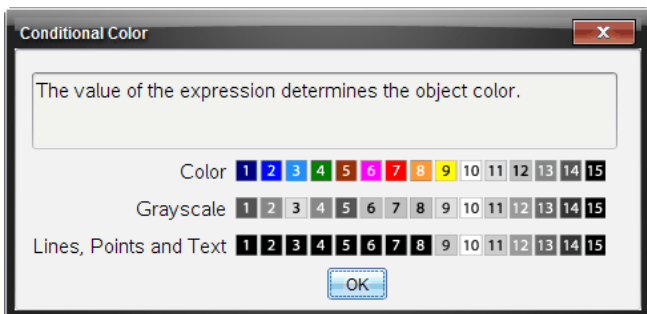 Conditional Color
The value of the expression determines the object color.
Color 1 2 3 4 5 6 7 8 9 10 11 12 13 14 15
Grayscale 1 2 3 4 5 6 7 8 9 10 11 12 13 14 15
Lines, Points and Text 1 2 3 4 5 6 7 8 9 10 11 12 13 14 15
OK